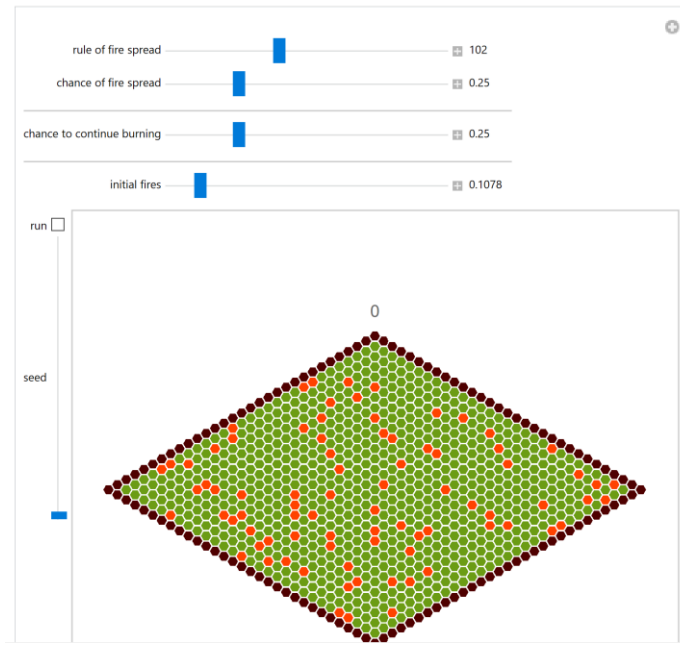 rule of fire spread 102
chance of fire spread 0.25
chance to continue burning 0.25
initial fires 0.1078
run
0
seed